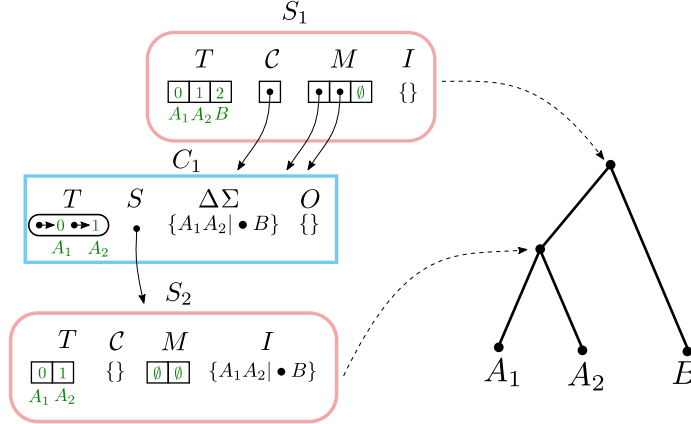 S₁
T C M I
0 1 2 ∅ {}
A₁ A₂ B
C₁
T S ΔΣ O
0 1 {A₁A₂| • B} {}
A₁ A₂
S₂
T C M I
0 1 {} ∅ ∅ {A₁A₂| • B}
A₁ A₂
A₁ A₂ B